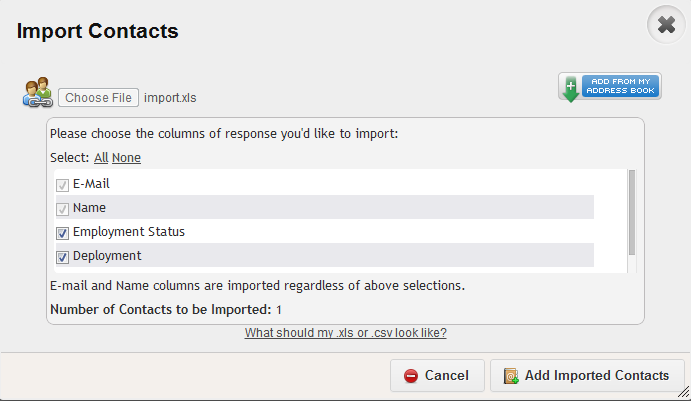 Import Contacts
Choose File import.xls
ADD FROM MY
ADDRESS BOOK
Please choose the columns of response you'd like to import:
Select: All None
E-Mail
Name
Employment Status
Deployment
E-mail and Name columns are imported regardless of above selections.
Number of Contacts to be Imported: 1
What should my .xls or .csv look like?
Cancel Add Imported Contacts